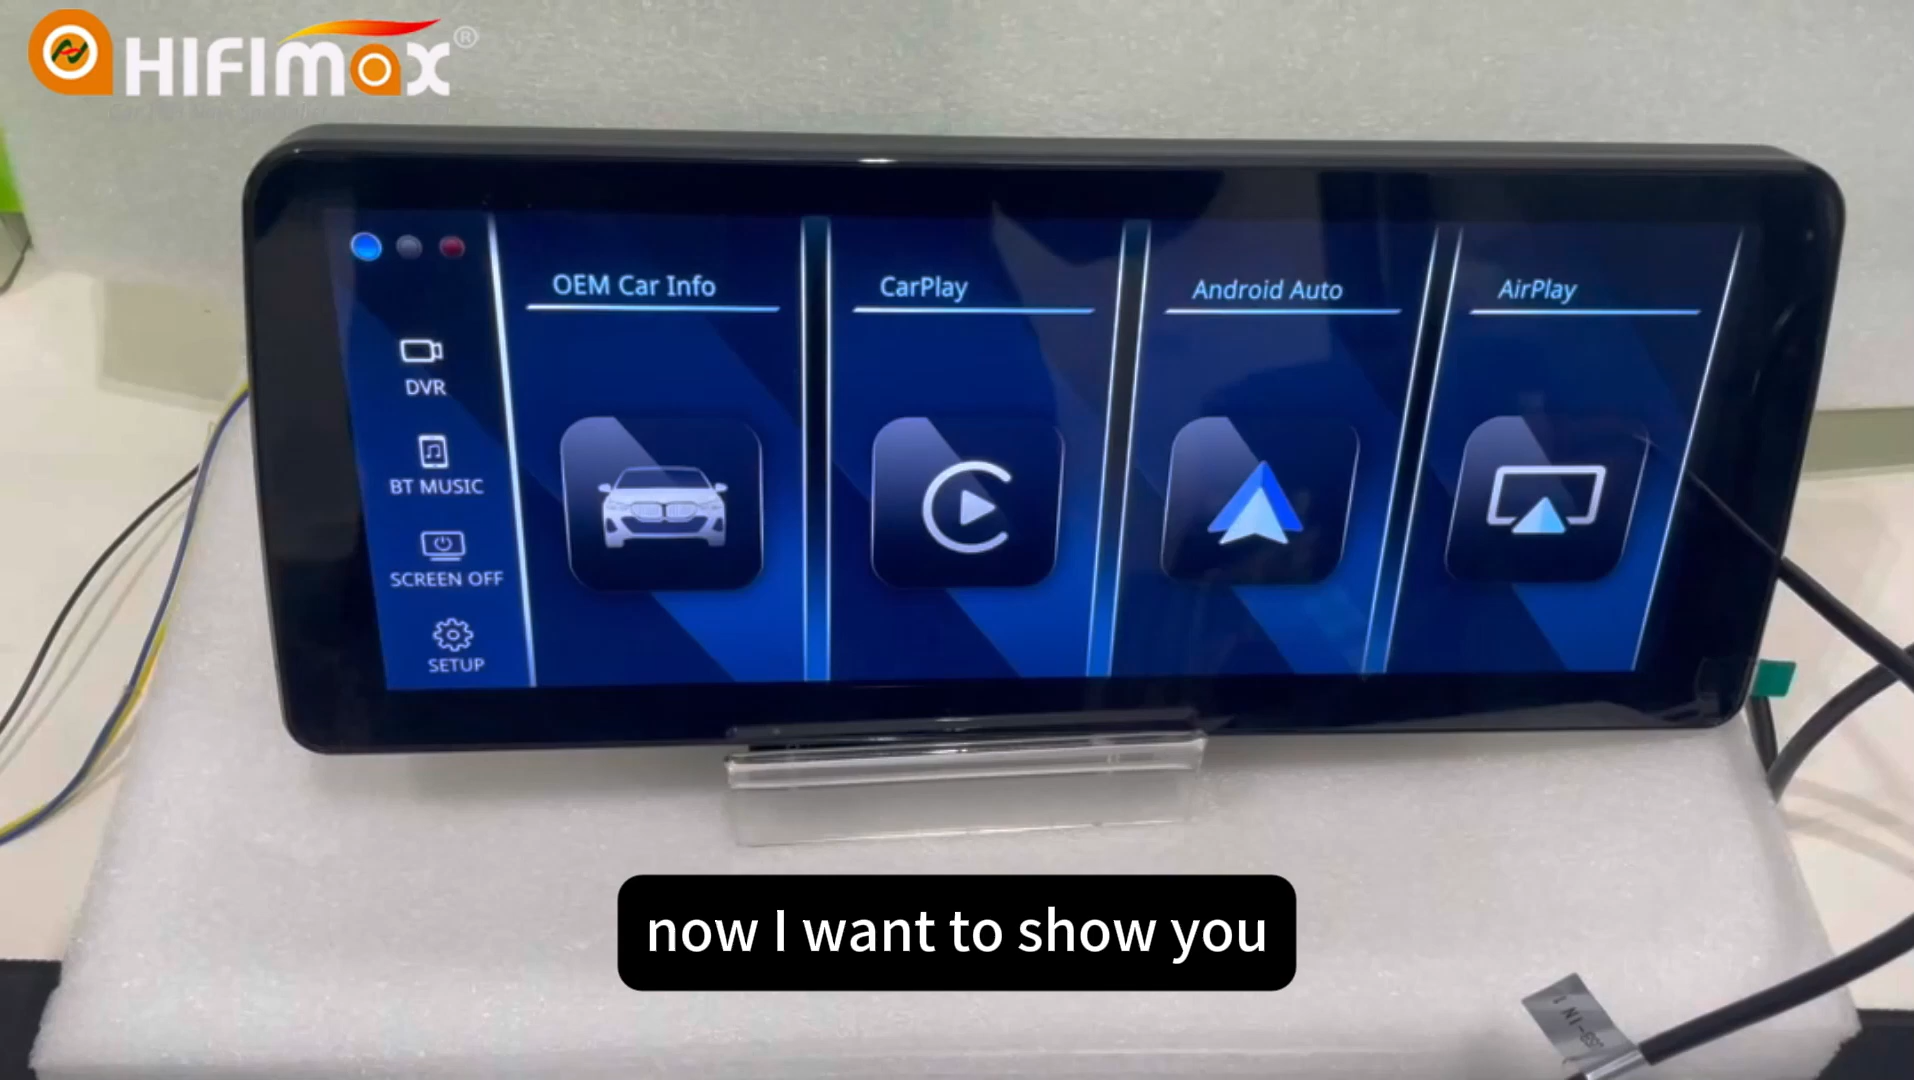 HIFIMAX®
OEM Car Info
CarPlay
Android Auto
AirPlay
DVR
BT MUSIC
SCREEN OFF
SETUP
now I want to show you